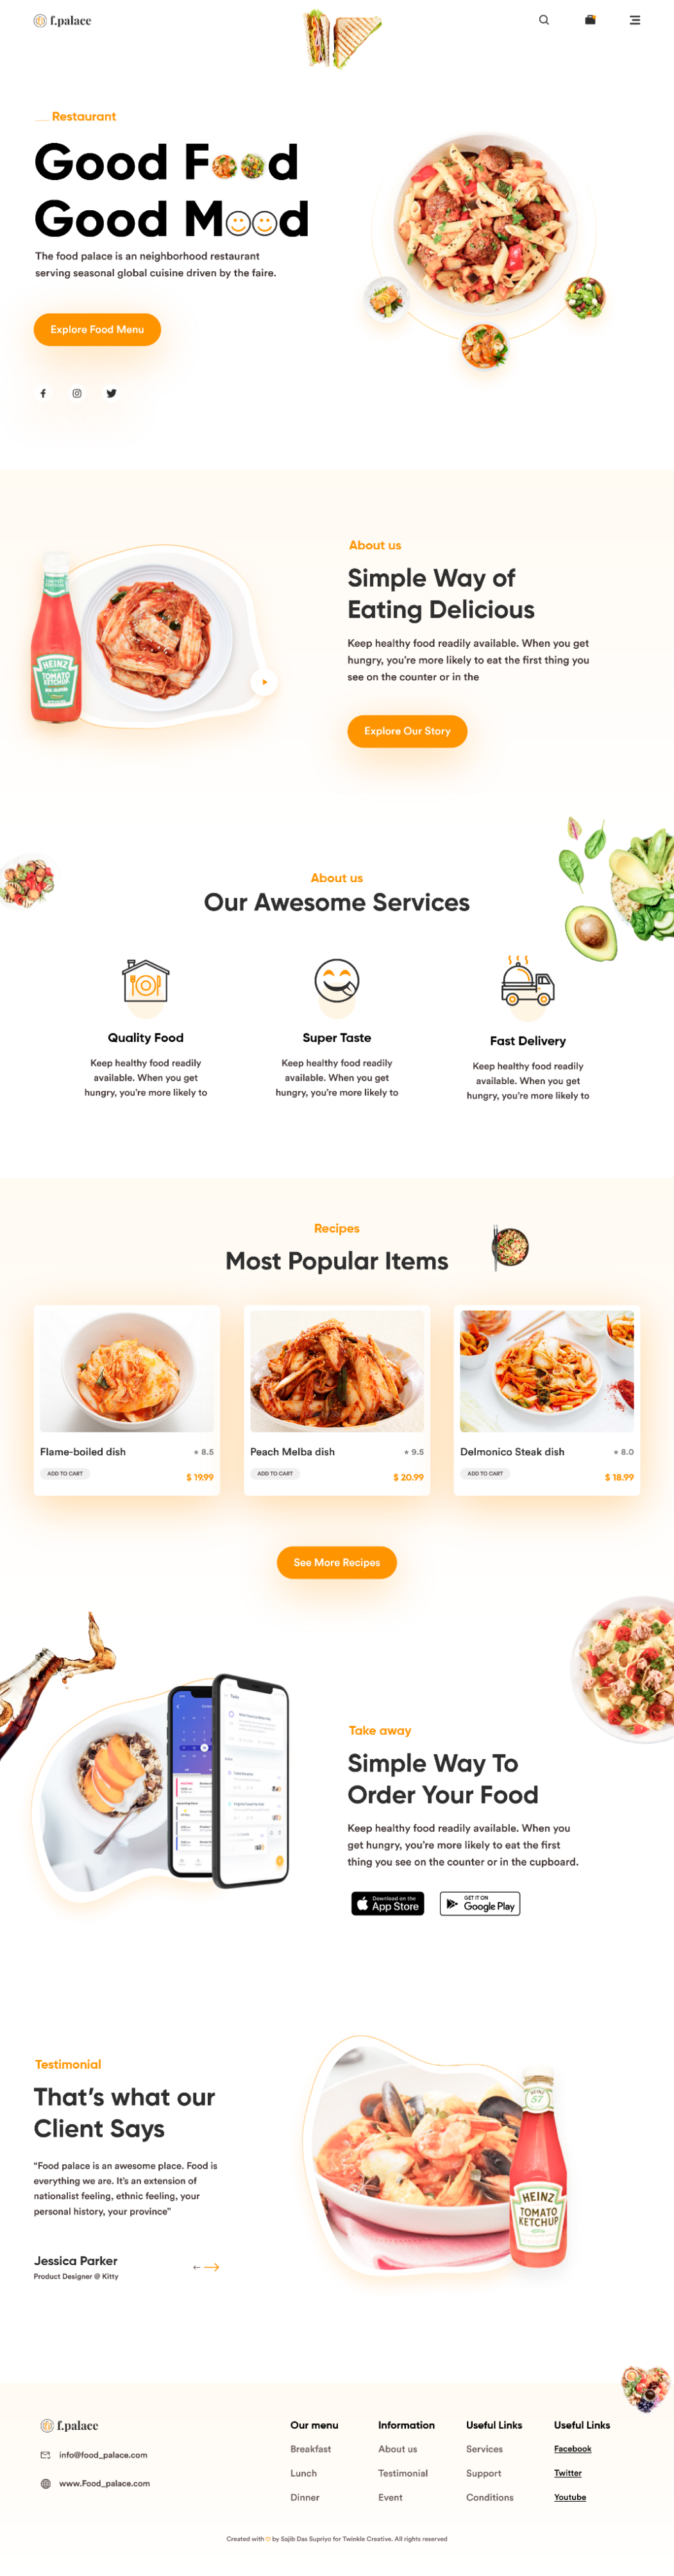 f.palace
Restaurant
Good Food
Good Mood
The food palace is an neighborhood restaurant
serving seasonal global cuisine driven by the faire.
Explore Food Menu
About us
Simple Way of
Eating Delicious
Keep healthy food readily available. When you get
hungry, you're more likely to eat the first thing you
see on the counter or in the
Explore Our Story
HEINZ
TOMATO
KETCHUP
About us
Our Awesome Services
Quality Food
Keep healthy food readily
available. When you get
hungry, you're more likely to
Super Taste
Keep healthy food readily
available. When you get
hungry, you're more likely to
Fast Delivery
Keep healthy food readily
available. When you get
hungry, you're more likely to
Recipes
Most Popular Items
Flame-boiled dish
★ 8.5
ADD TO CART
$ 19.99
Peach Melba dish
★ 9.5
ADD TO CART
$ 20.99
Delmonico Steak dish
★ 8.0
ADD TO CART
$ 18.99
See More Recipes
Take away
Simple Way To
Order Your Food
Keep healthy food readily available. When you
get hungry, you're more likely to eat the first
thing you see on the counter or in the cupboard.
Download on the
App Store
GET IT ON
Google Play
Testimonial
That's what our
Client Says
"Food palace is an awesome place. Food is
everything we are. It's an extension of
nationalist feeling, ethnic feeling, your
personal history, your province"
Jessica Parker
Product Designer @ Kitty
HEINZ
57
HEINZ
TOMATO
KETCHUP
f.palace
info@food_palace.com
www.Food_palace.com
Our menu
Breakfast
Lunch
Dinner
Information
About us
Testimonial
Event
Useful Links
Services
Support
Conditions
Useful Links
Facebook
Twitter
Youtube
Created with ♡ by Sajib Das Supriyo for Twinkle Creative. All rights reserved